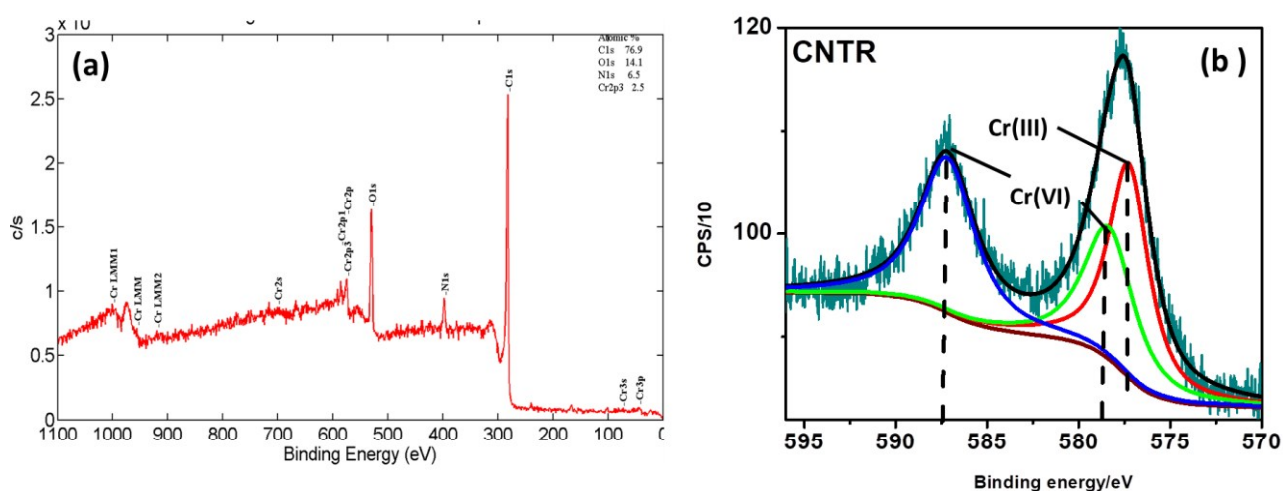 x 10
(a)
Atomic %
C1s 76.9
O1s 14.1
N1s 6.5
Cr2p3 2.5
3
2.5
2
1.5
1
0.5
0
c/s
-Cr LMM1
-Cr LMM
-Cr LMM2
-Cr2s
-Cr2p1
-Cr2p3
-Cr2p
-O1s
-N1s
-C1s
-Cr3s
-Cr3p
1100 1000 900 800 700 600 500 400 300 200 100 0
Binding Energy (eV)
CNTR
(b )
Cr(III)
Cr(VI)
120
100
CPS/10
595 590 585 580 575 570
Binding energy/eV